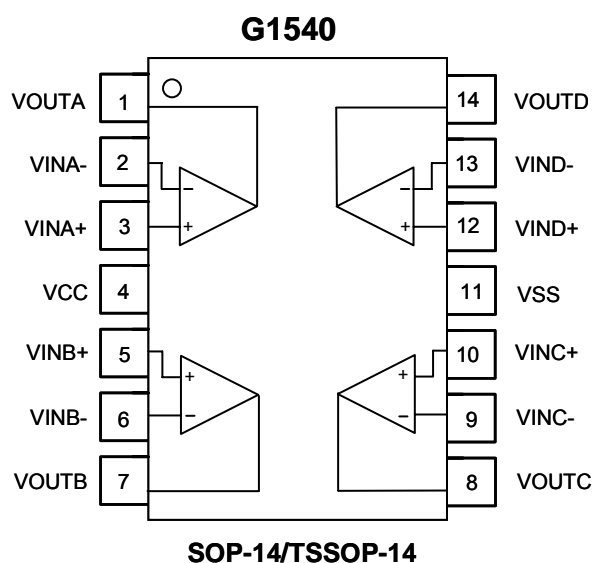 G1540
VOUTA 1 14 VOUTD
VINA- 2 13 VIND-
− −
VINA+ 3 + + 12 VIND+
VCC 4 11 VSS
VINB+ 5 10 VINC+
+ +
VINB- 6 − − 9 VINC-
VOUTB 7 8 VOUTC
SOP-14/TSSOP-14